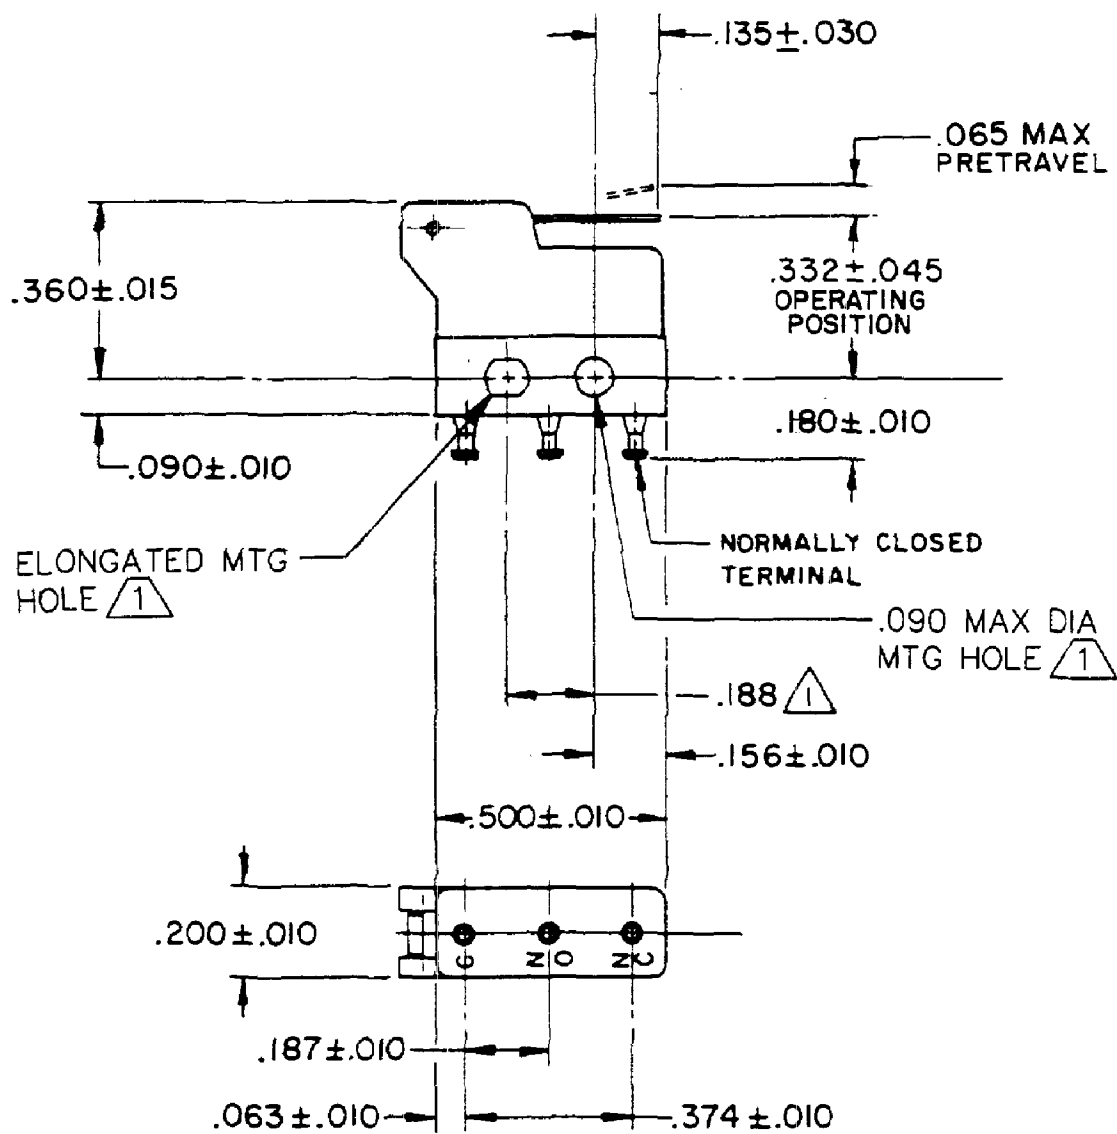 .135±.030
.065 MAX
PRETRAVEL
.360±.015
.332±.045
OPERATING
POSITION
.180±.010
.090±.010
ELONGATED MTG
HOLE 1
NORMALLY CLOSED
TERMINAL
.090 MAX DIA
MTG HOLE 1
.188 1
.156±.010
.500±.010
.200±.010
C NO NC
.187±.010
.063±.010
.374±.010